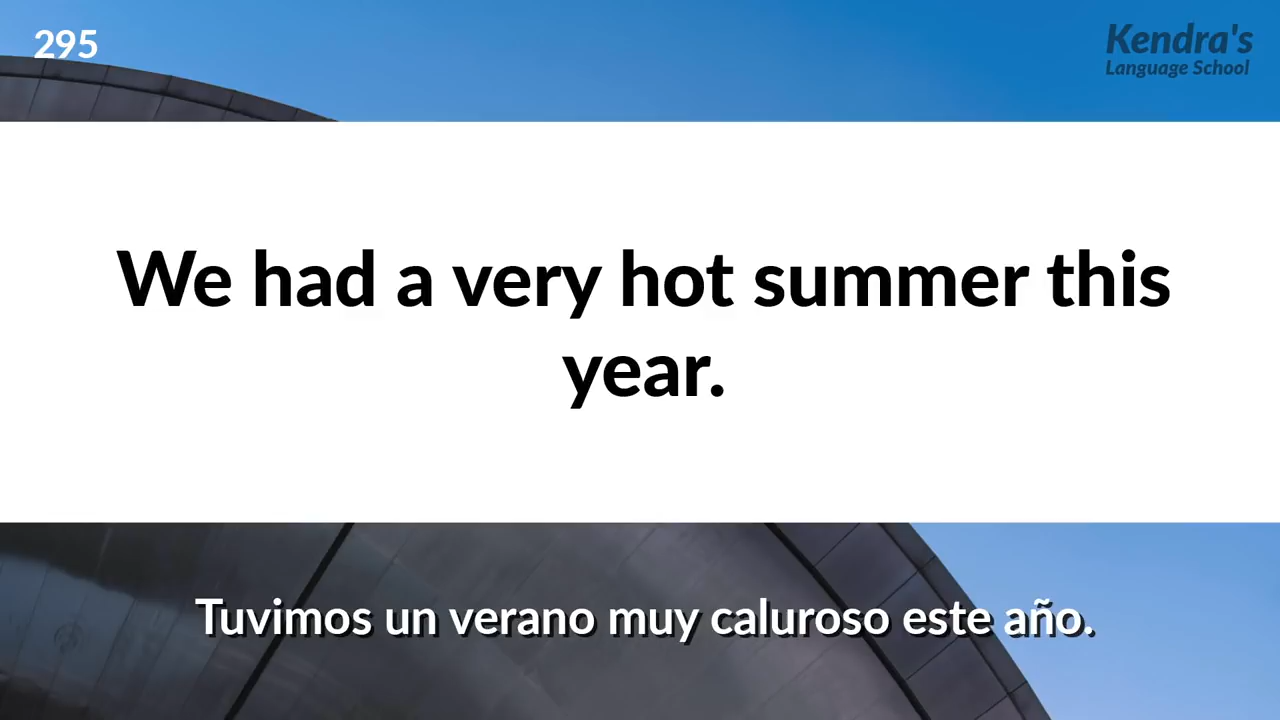 295
Kendra's
Language School
We had a very hot summer this
year.
Tuvimos un verano muy caluroso este año.